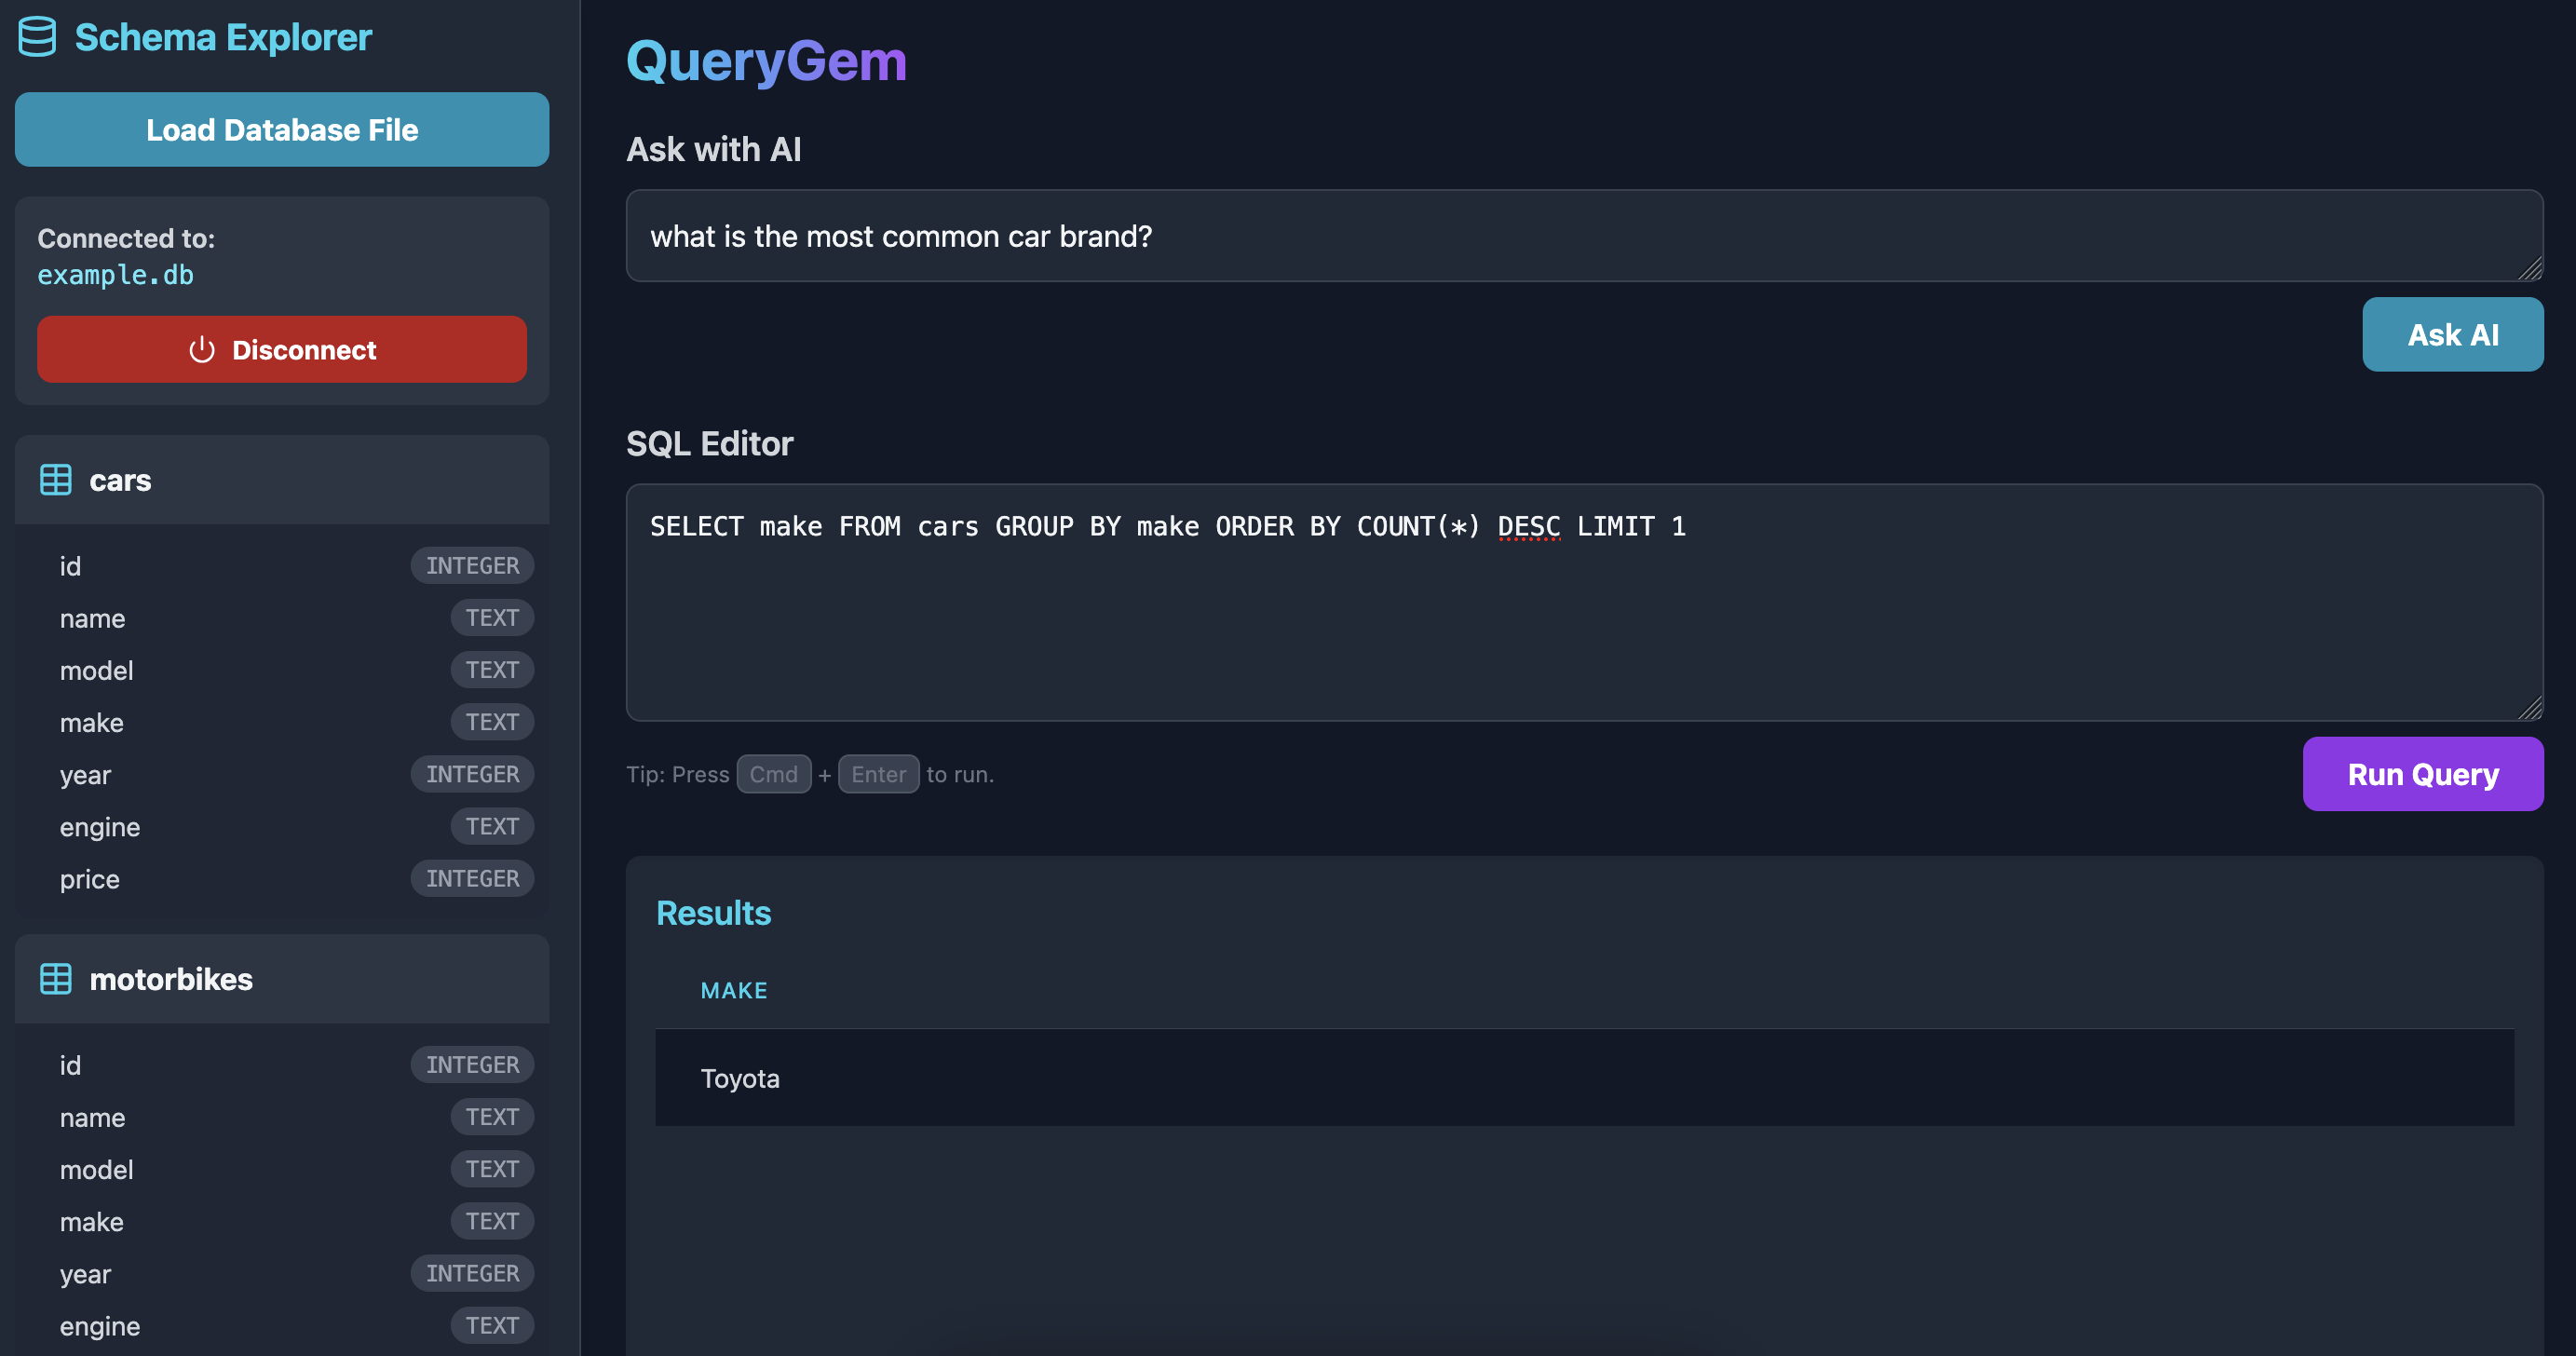 Schema Explorer
Load Database File
Connected to:
example.db
Disconnect
cars
id INTEGER
name TEXT
model TEXT
make TEXT
year INTEGER
engine TEXT
price INTEGER
motorbikes
id INTEGER
name TEXT
model TEXT
make TEXT
year INTEGER
engine TEXT
QueryGem
Ask with AI
what is the most common car brand?
Ask AI
SQL Editor
SELECT make FROM cars GROUP BY make ORDER BY COUNT(*) DESC LIMIT 1
Tip: Press Cmd + Enter to run.
Run Query
Results
MAKE
Toyota